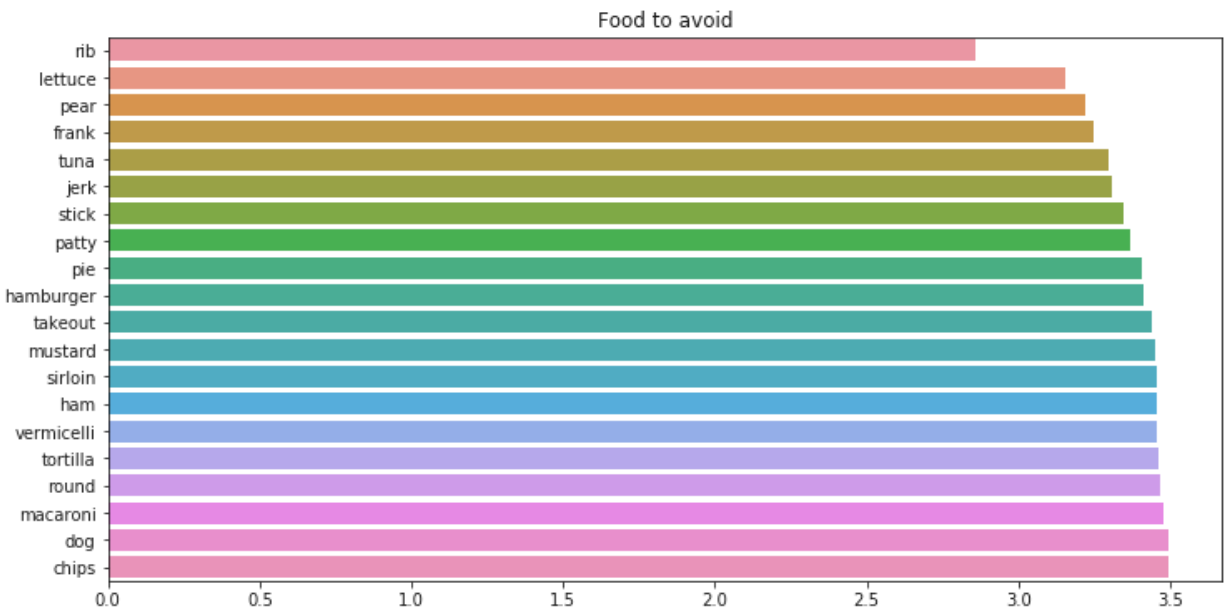 Food to avoid
rib
lettuce
pear
frank
tuna
jerk
stick
patty
pie
hamburger
takeout
mustard
sirloin
ham
vermicelli
tortilla
round
macaroni
dog
chips
0.0 0.5 1.0 1.5 2.0 2.5 3.0 3.5